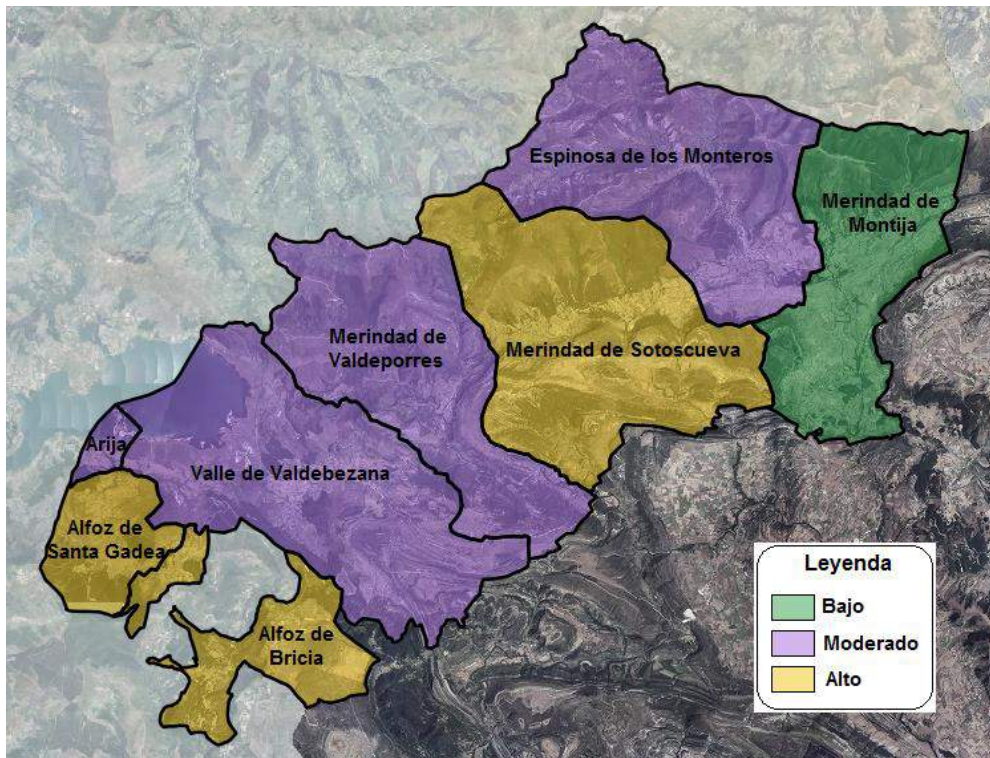 Espinosa de los Monteros
Merindad de
Montija
Merindad de
Valdeporres
Merindad de Sotoscueva
Arija
Valle de Valdebezana
Alfoz de
Santa Gadea
Alfoz de
Bricia
Leyenda
Bajo
Moderado
Alto